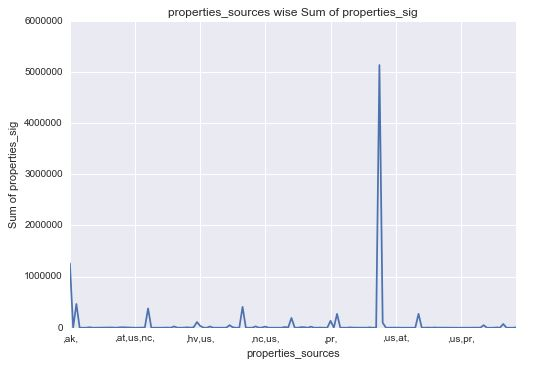 properties_sources wise Sum of properties_sig
6000000
5000000
4000000
3000000
2000000
1000000
0
Sum of properties_sig
,ak, ,at,us,nc, ,hv,us, ,nc,us, ,pr, ,us,at, ,us,pr,
properties_sources